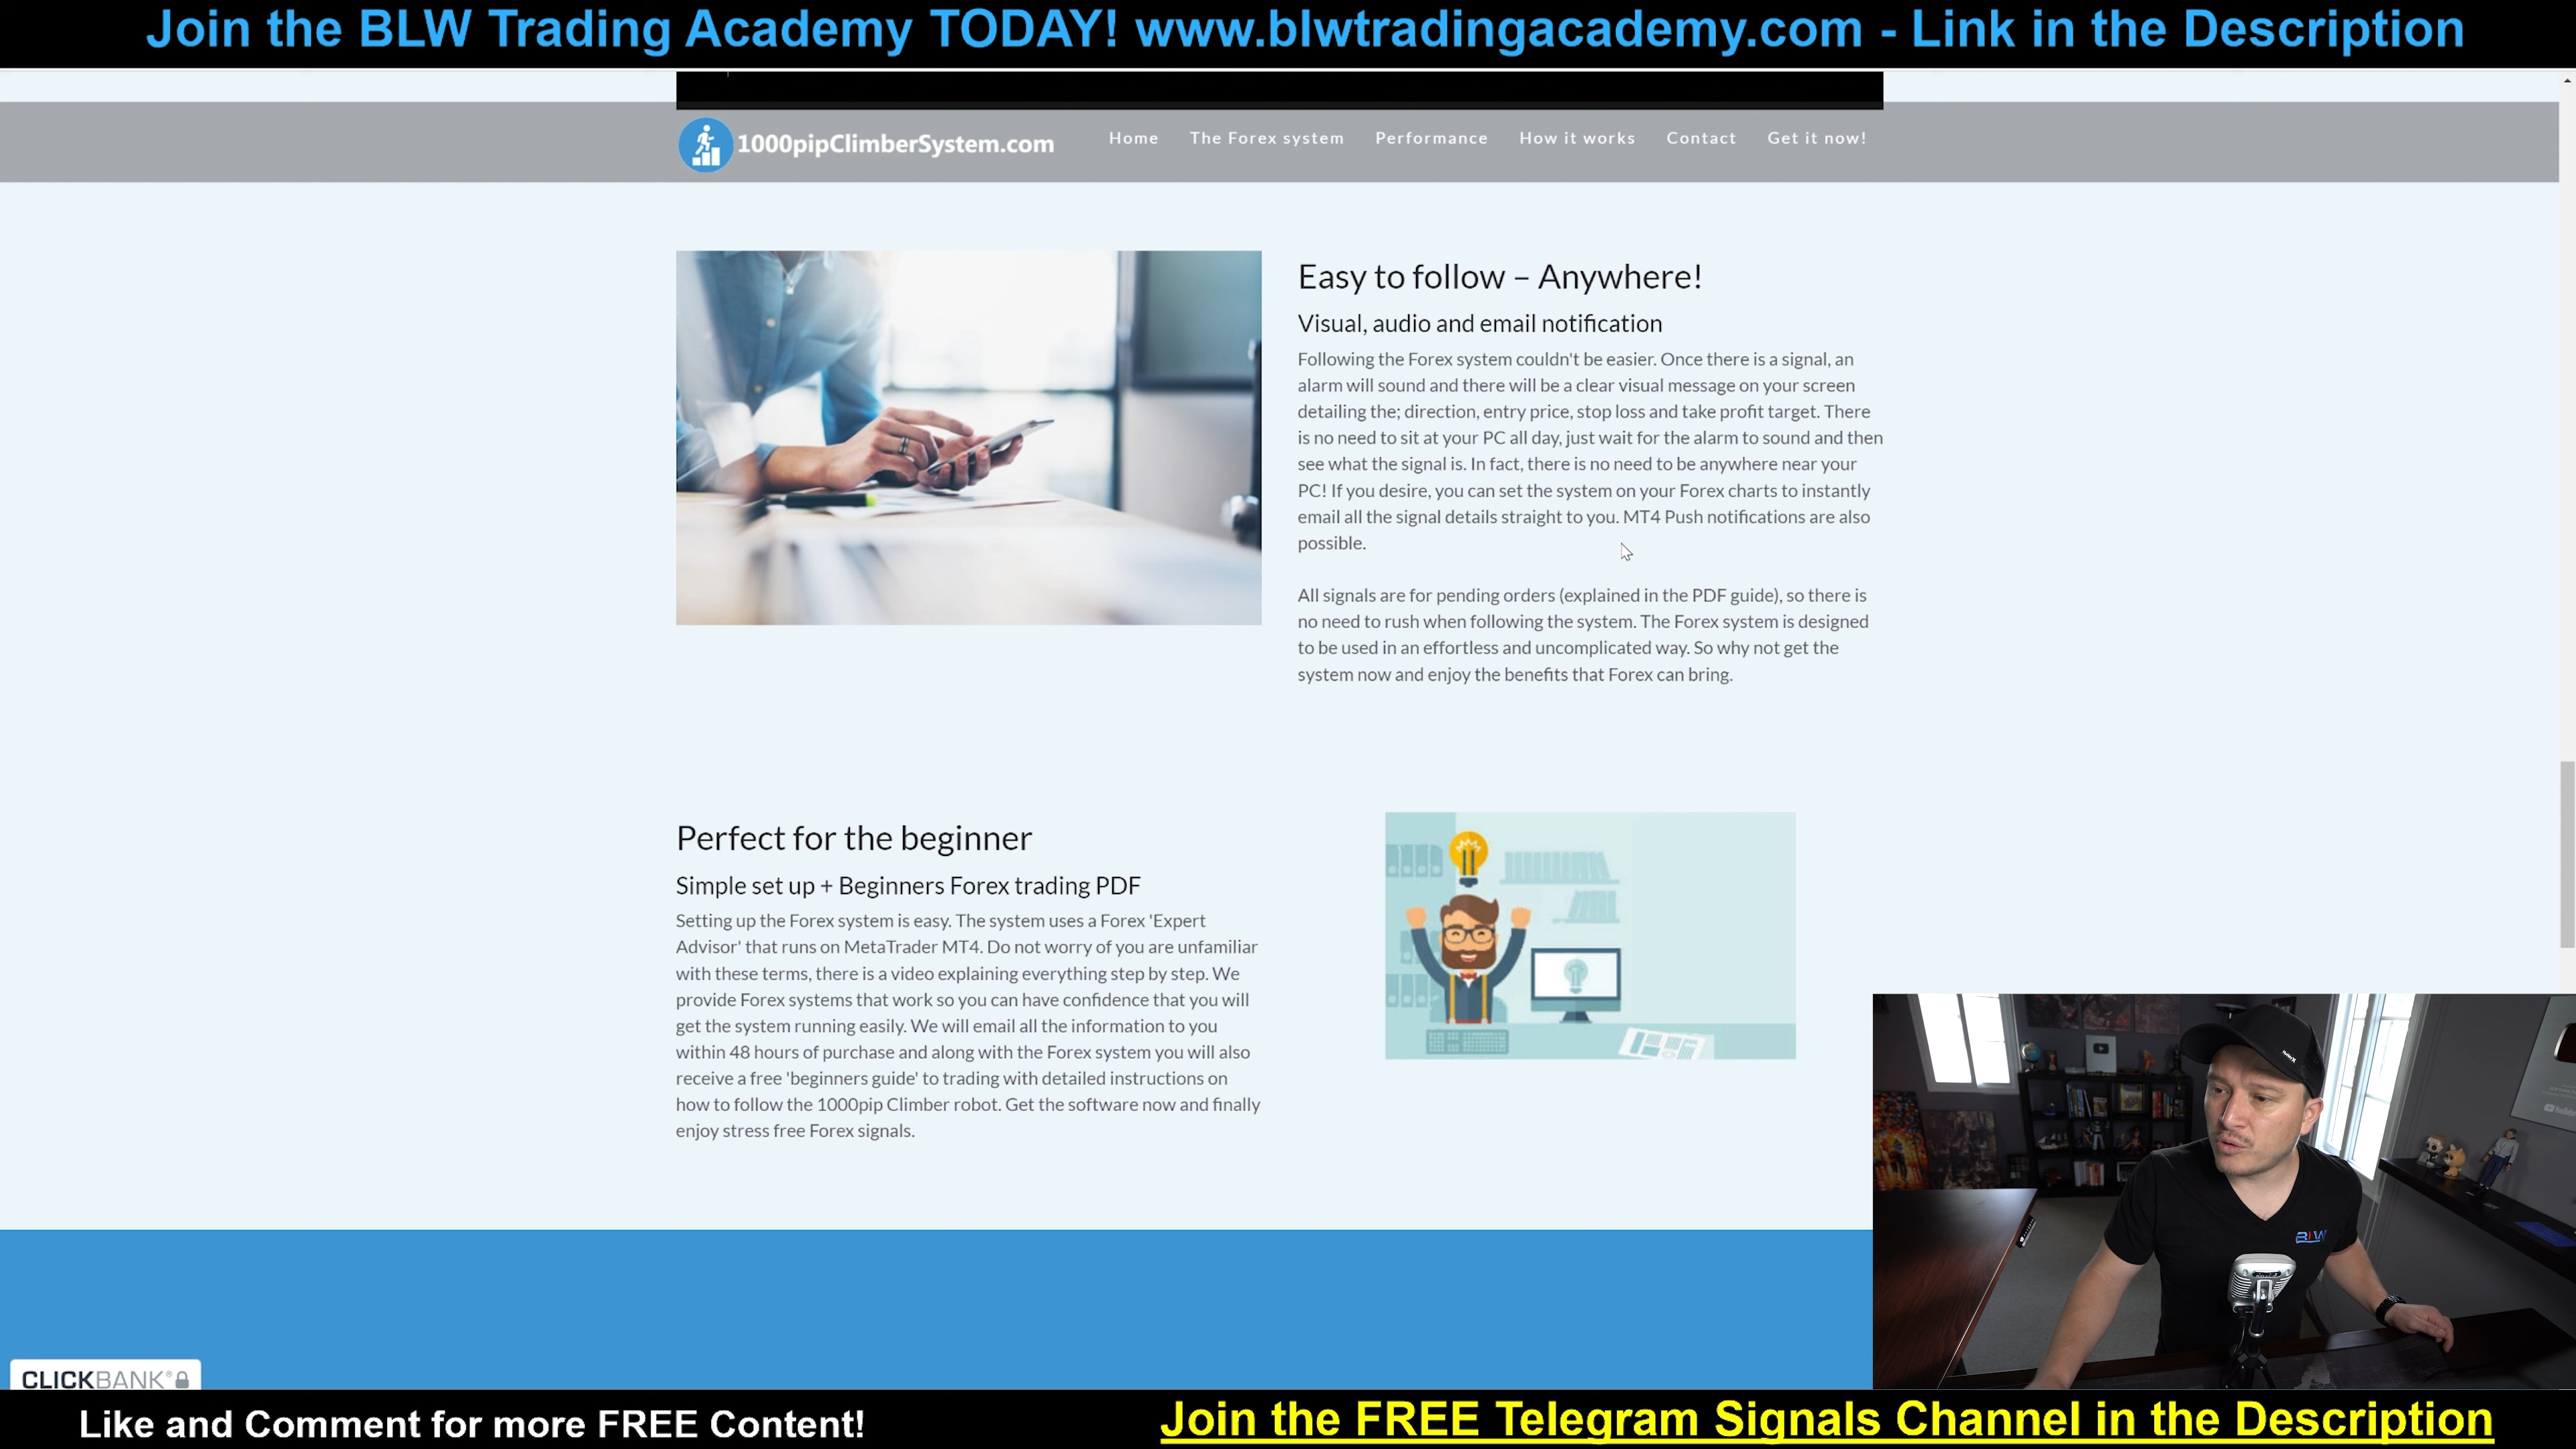 Join the BLW Trading Academy TODAY! www.blwtradingacademy.com - Link in the Description
1000pipClimberSystem.com
Home
The Forex system
Performance
How it works
Contact
Get it now!
Easy to follow – Anywhere!
Visual, audio and email notification
Following the Forex system couldn't be easier. Once there is a signal, an
alarm will sound and there will be a clear visual message on your screen
detailing the; direction, entry price, stop loss and take profit target. There
is no need to sit at your PC all day, just wait for the alarm to sound and then
see what the signal is. In fact, there is no need to be anywhere near your
PC! If you desire, you can set the system on your Forex charts to instantly
email all the signal details straight to you. MT4 Push notifications are also
possible.
All signals are for pending orders (explained in the PDF guide), so there is
no need to rush when following the system. The Forex system is designed
to be used in an effortless and uncomplicated way. So why not get the
system now and enjoy the benefits that Forex can bring.
Perfect for the beginner
Simple set up + Beginners Forex trading PDF
Setting up the Forex system is easy. The system uses a Forex 'Expert
Advisor' that runs on MetaTrader MT4. Do not worry of you are unfamiliar
with these terms, there is a video explaining everything step by step. We
provide Forex systems that work so you can have confidence that you will
get the system running easily. We will email all the information to you
within 48 hours of purchase and along with the Forex system you will also
receive a free 'beginners guide' to trading with detailed instructions on
how to follow the 1000pip Climber robot. Get the software now and finally
enjoy stress free Forex signals.
BLW
CLICKBANK®
Like and Comment for more FREE Content!
Join the FREE Telegram Signals Channel in the Description